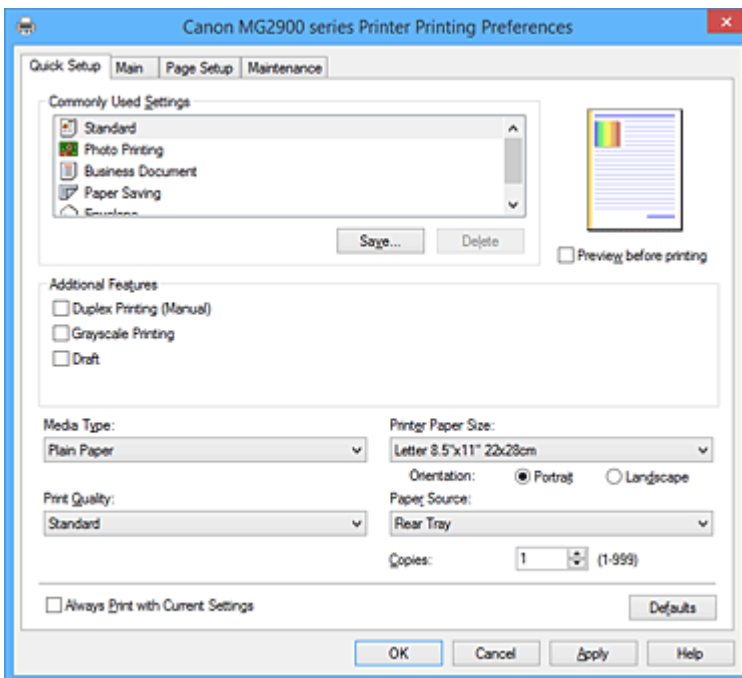 Canon MG2900 series Printer Printing Preferences
Quick Setup Main Page Setup Maintenance
Commonly Used Settings
Standard
Photo Printing
Business Document
Paper Saving
Envelope
Save... Delete
Preview before printing
Additional Features
Duplex Printing (Manual)
Grayscale Printing
Draft
Media Type:
Plain Paper
Printer Paper Size:
Letter 8.5"x11" 22x28cm
Orientation: Portrait Landscape
Print Quality:
Standard
Paper Source:
Rear Tray
Copies: 1 (1-999)
Always Print with Current Settings
Defaults
OK Cancel Apply Help